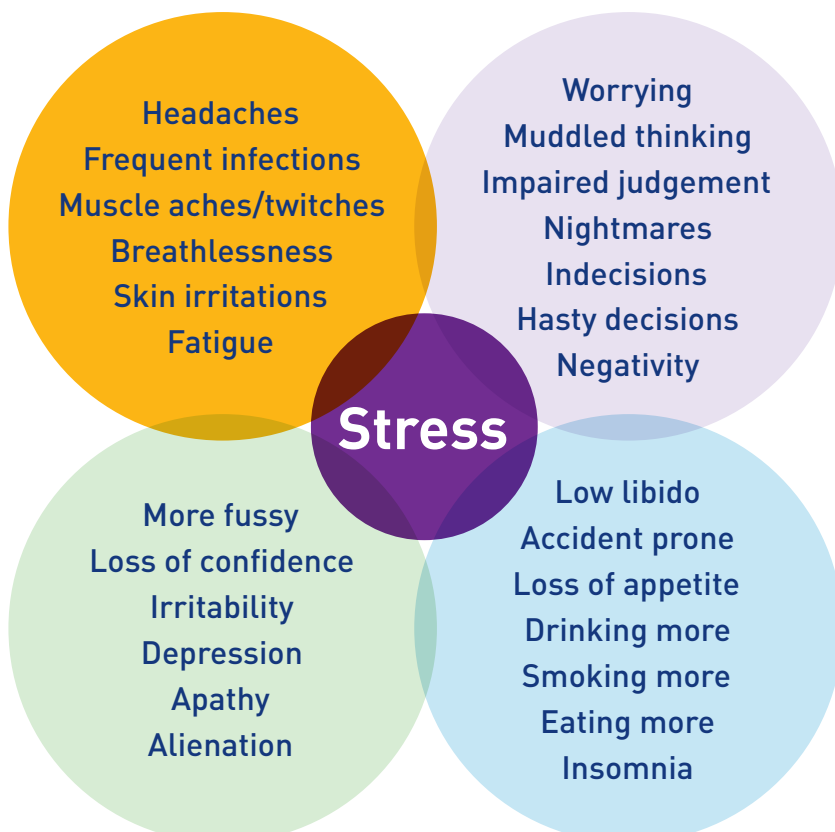 Headaches
Frequent infections
Muscle aches/twitches
Breathlessness
Skin irritations
Fatigue
Worrying
Muddled thinking
Impaired judgement
Nightmares
Indecisions
Hasty decisions
Negativity
Stress
More fussy
Loss of confidence
Irritability
Depression
Apathy
Alienation
Low libido
Accident prone
Loss of appetite
Drinking more
Smoking more
Eating more
Insomnia